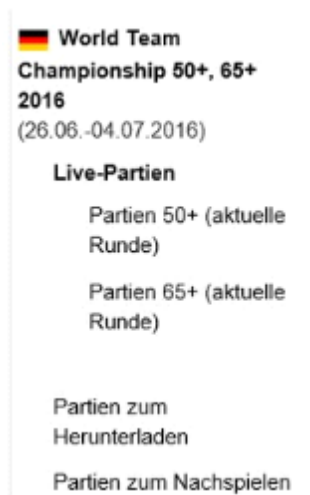 World Team
Championship 50+, 65+
2016
(26.06.-04.07.2016)
Live-Partien
Partien 50+ (aktuelle
Runde)
Partien 65+ (aktuelle
Runde)
Partien zum
Herunterladen
Partien zum Nachspielen